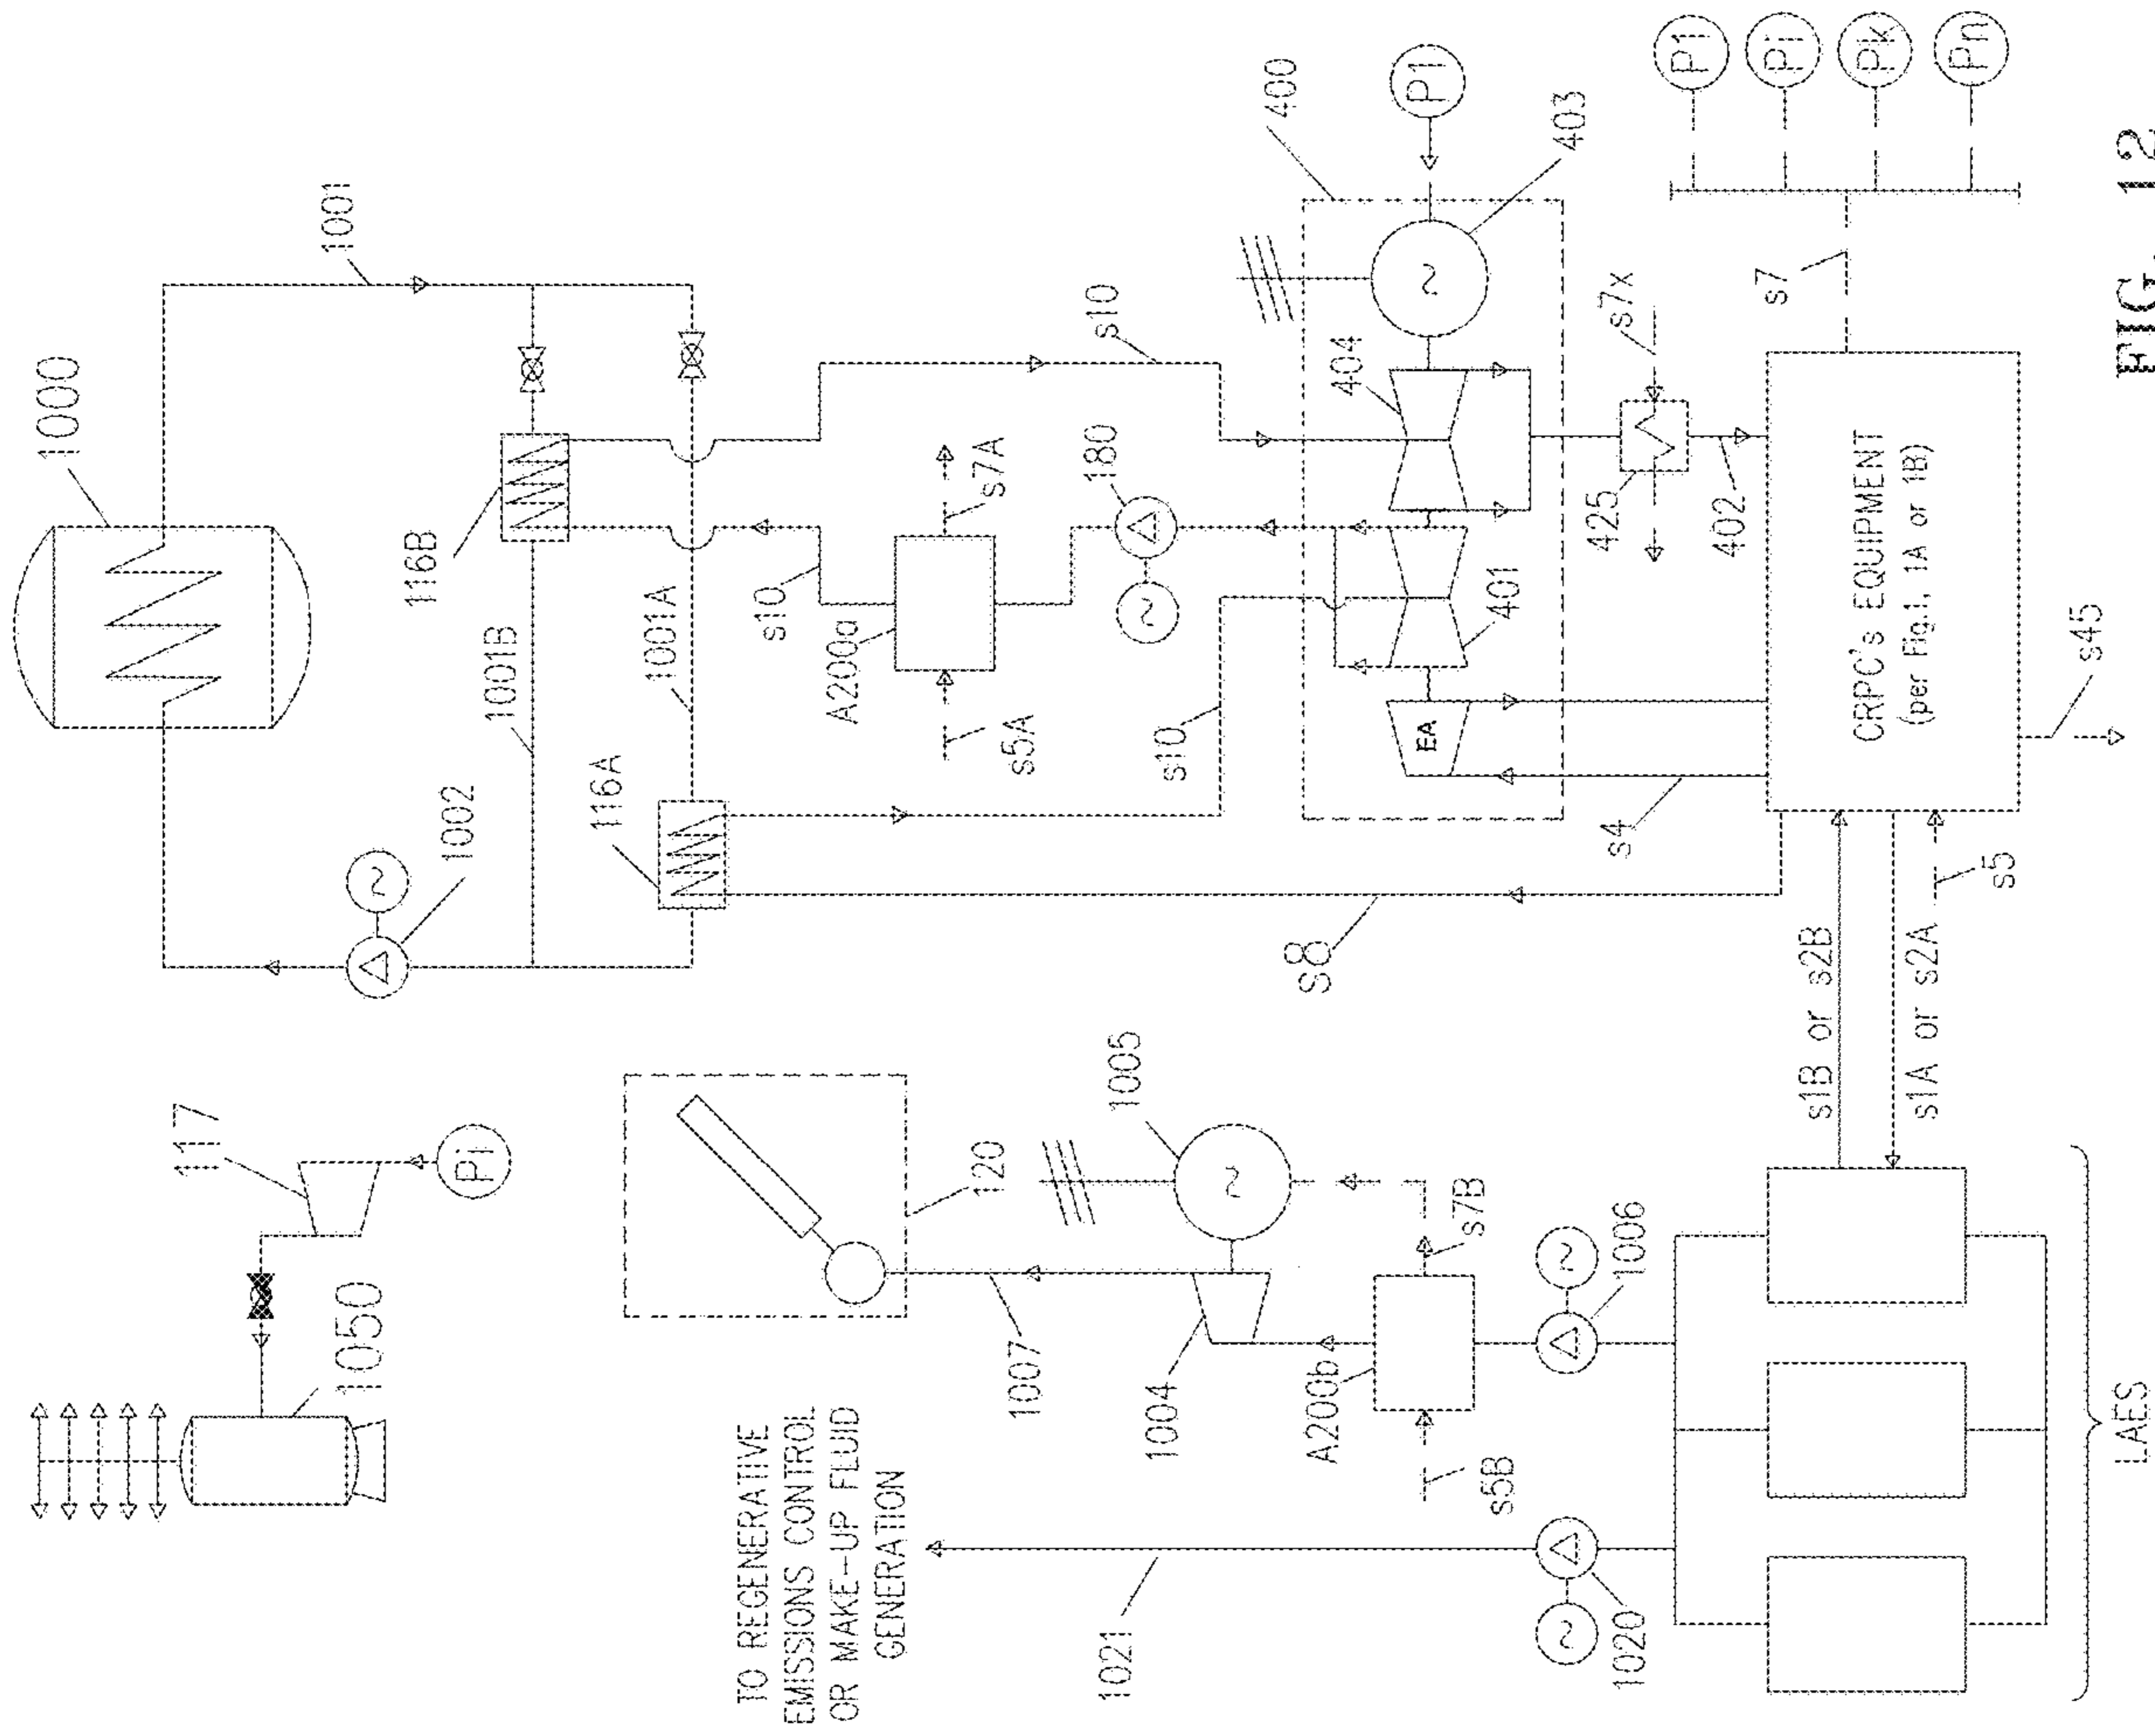 1000
1001
1002
116B
1001B
1001A
116A
s10
A200a
s5A
s7A
180
s10
s10
400
P1
404
403
401
EA
s4
s8
425
s7x
402
CRPC's EQUIPMENT
(per Fig.1, 1A or 1B)
s7
P1
Pi
Pk
Pn
s45
s5
s1B or s2B
s1A or s2A
117
Pi
1050
120
1005
1007
1004
s7B
A200b
s5B
1006
TO REGENERATIVE
EMISSIONS CONTROL
OR MAKE-UP FLUID
GENERATION
1021
1020
LAES
FIG. 12